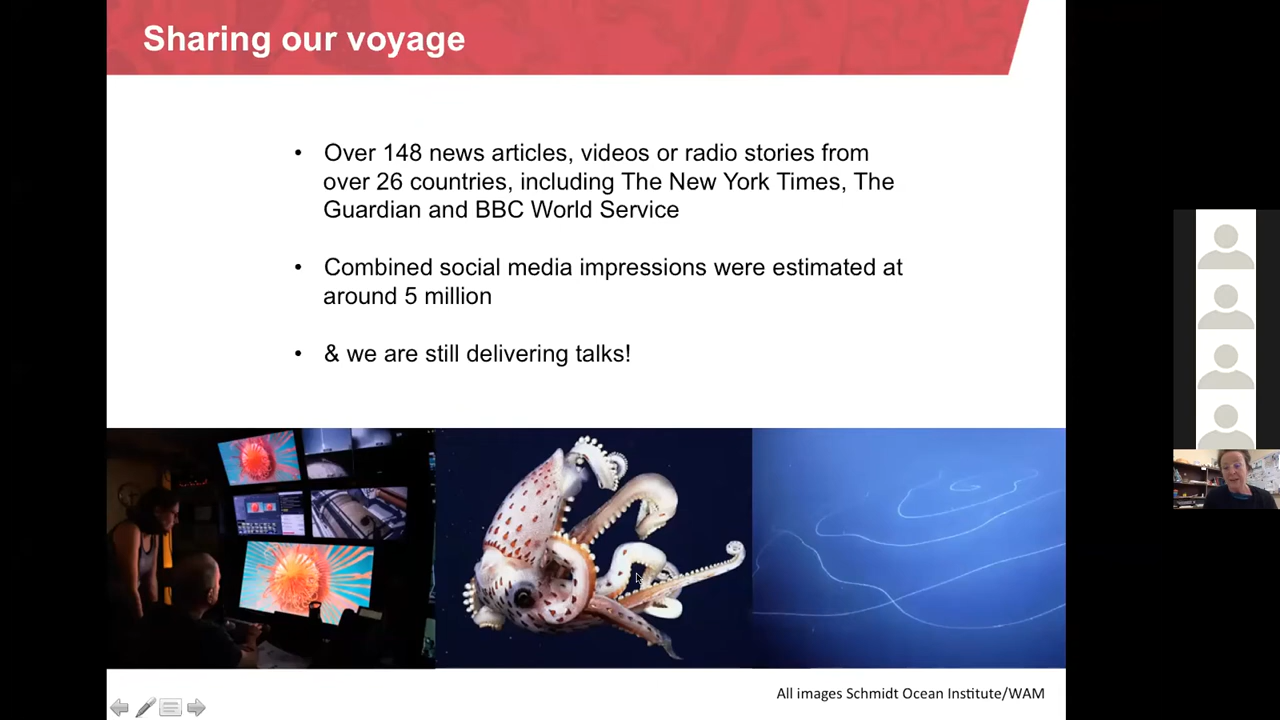 Sharing our voyage
• Over 148 news articles, videos or radio stories from
over 26 countries, including The New York Times, The
Guardian and BBC World Service
• Combined social media impressions were estimated at
around 5 million
• & we are still delivering talks!
All images Schmidt Ocean Institute/WAM